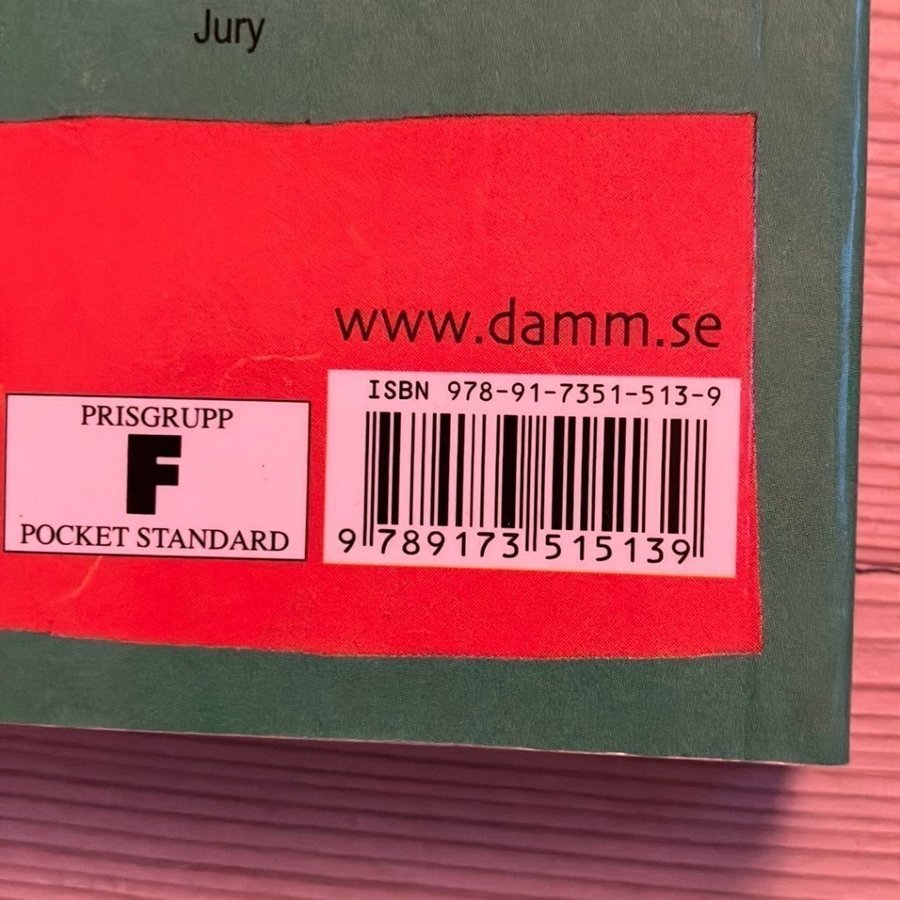 Jury
www.damm.se
ISBN 978-91-7351-513-9
PRISGRUPP
F
POCKET STANDARD
9 789173 515139